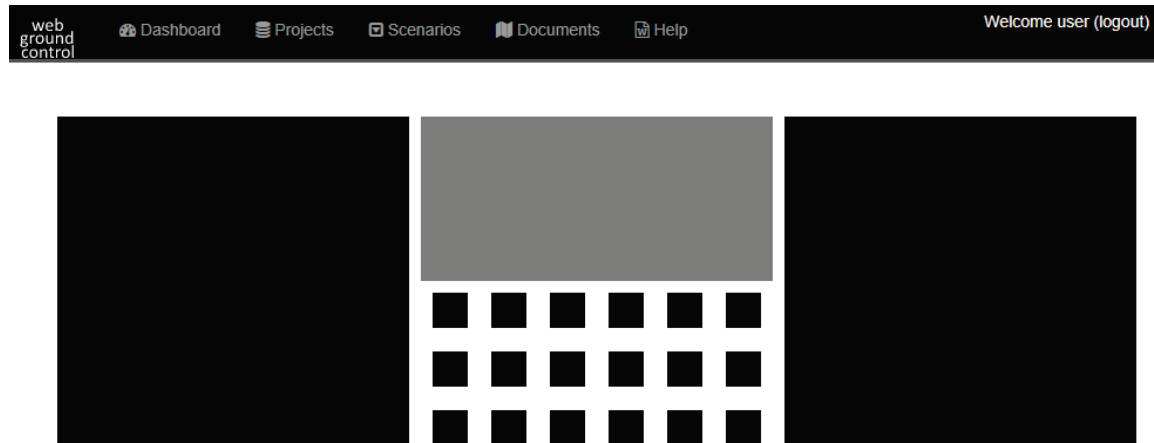 web
ground
control
Dashboard Projects Scenarios Documents Help Welcome user (logout)